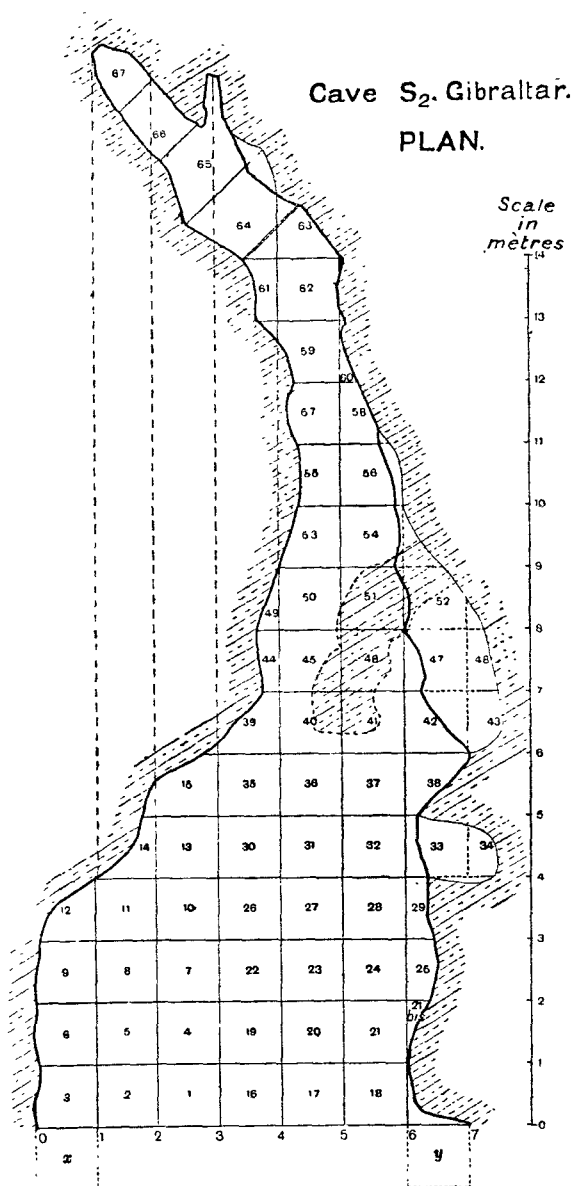 Cave S₂. Gibraltar.
PLAN.
Scale
in
mètres
67
66
65
64 63
14
61 62
13
59
60
12
67 58
11
55 56
10
53 54
9
50 51 52
49
8
44 45 46 47 48
7
39 40 41 42 43
6
15 35 36 37 38
5
14 13 30 31 32 33 34
4
12 11 10 26 27 28 29
3
9 8 7 22 23 24 25
2
21
bis
6 5 4 19 20 21
1
3 2 1 16 17 18
0
0 1 2 3 4 5 6 7
x y